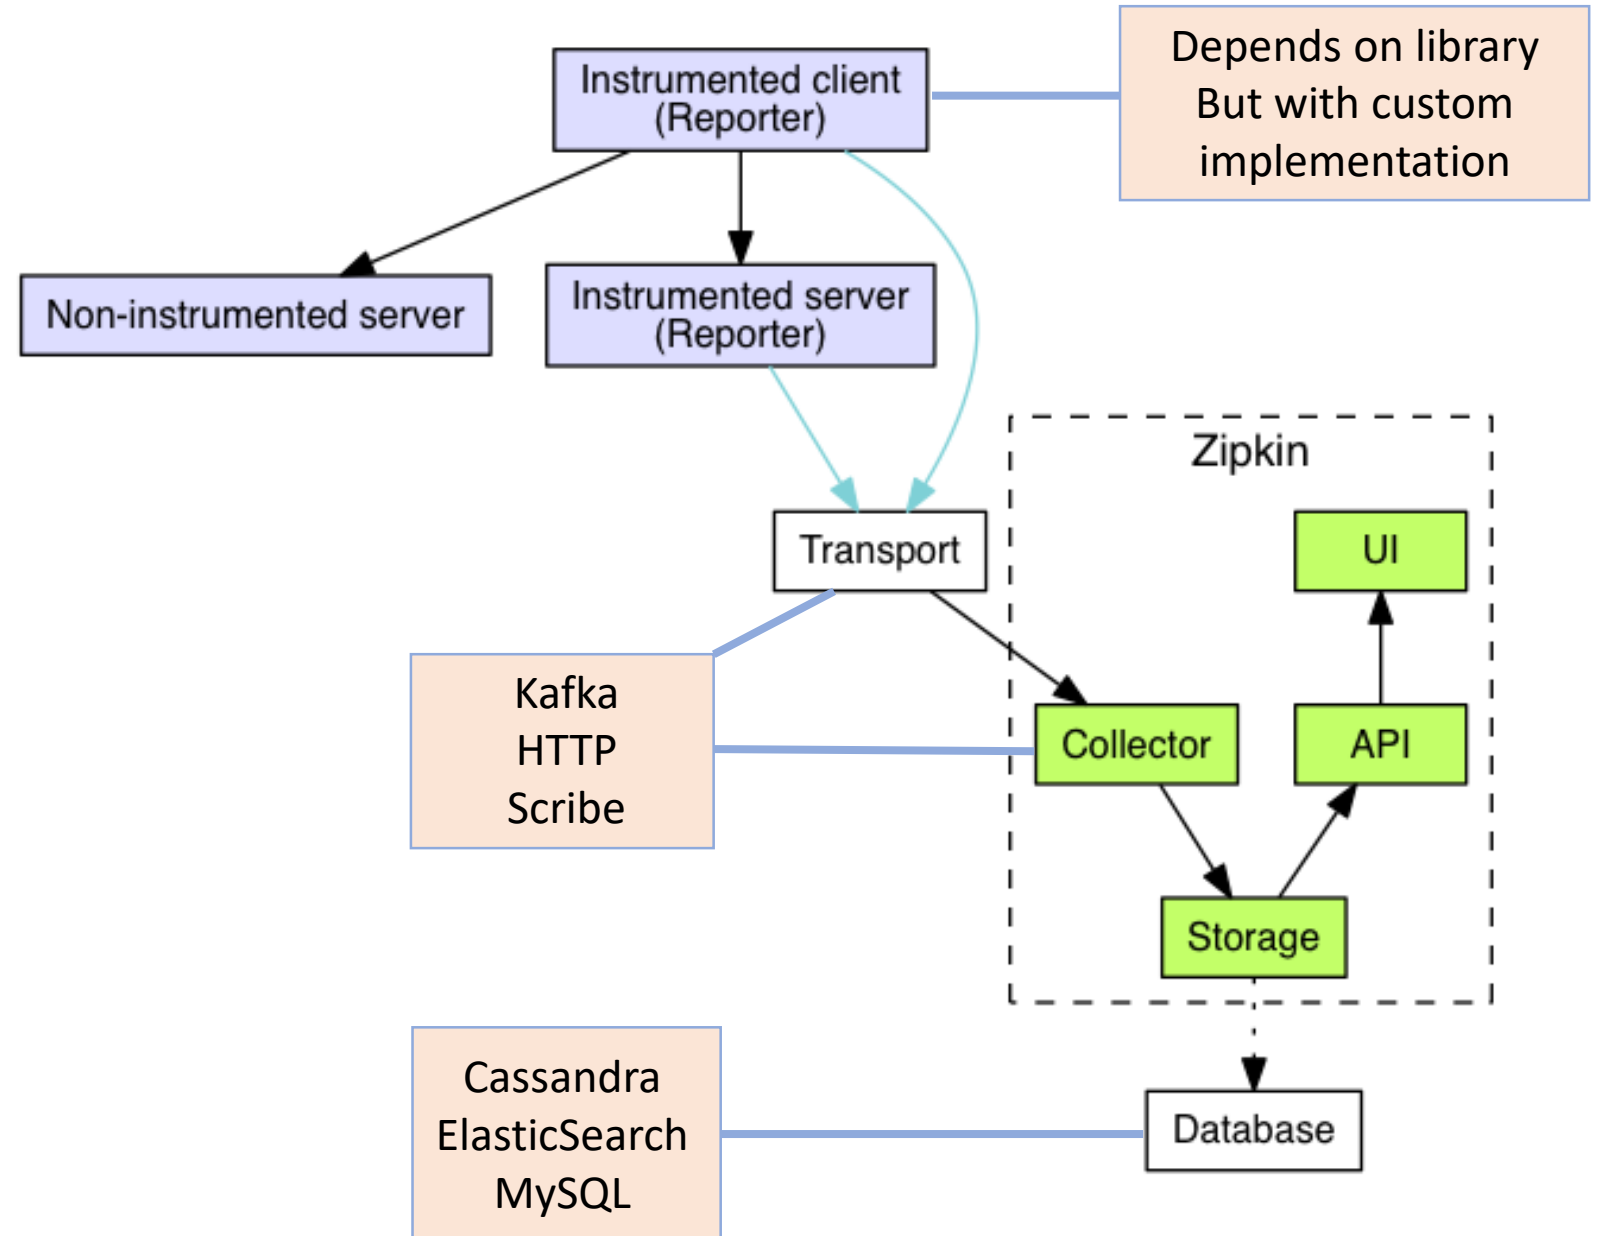 Instrumented client
(Reporter)
Depends on library
But with custom
implementation
Non-instrumented server
Instrumented server
(Reporter)
Zipkin
Transport
UI
Kafka
HTTP
Scribe
Collector
API
Storage
Cassandra
ElasticSearch
MySQL
Database